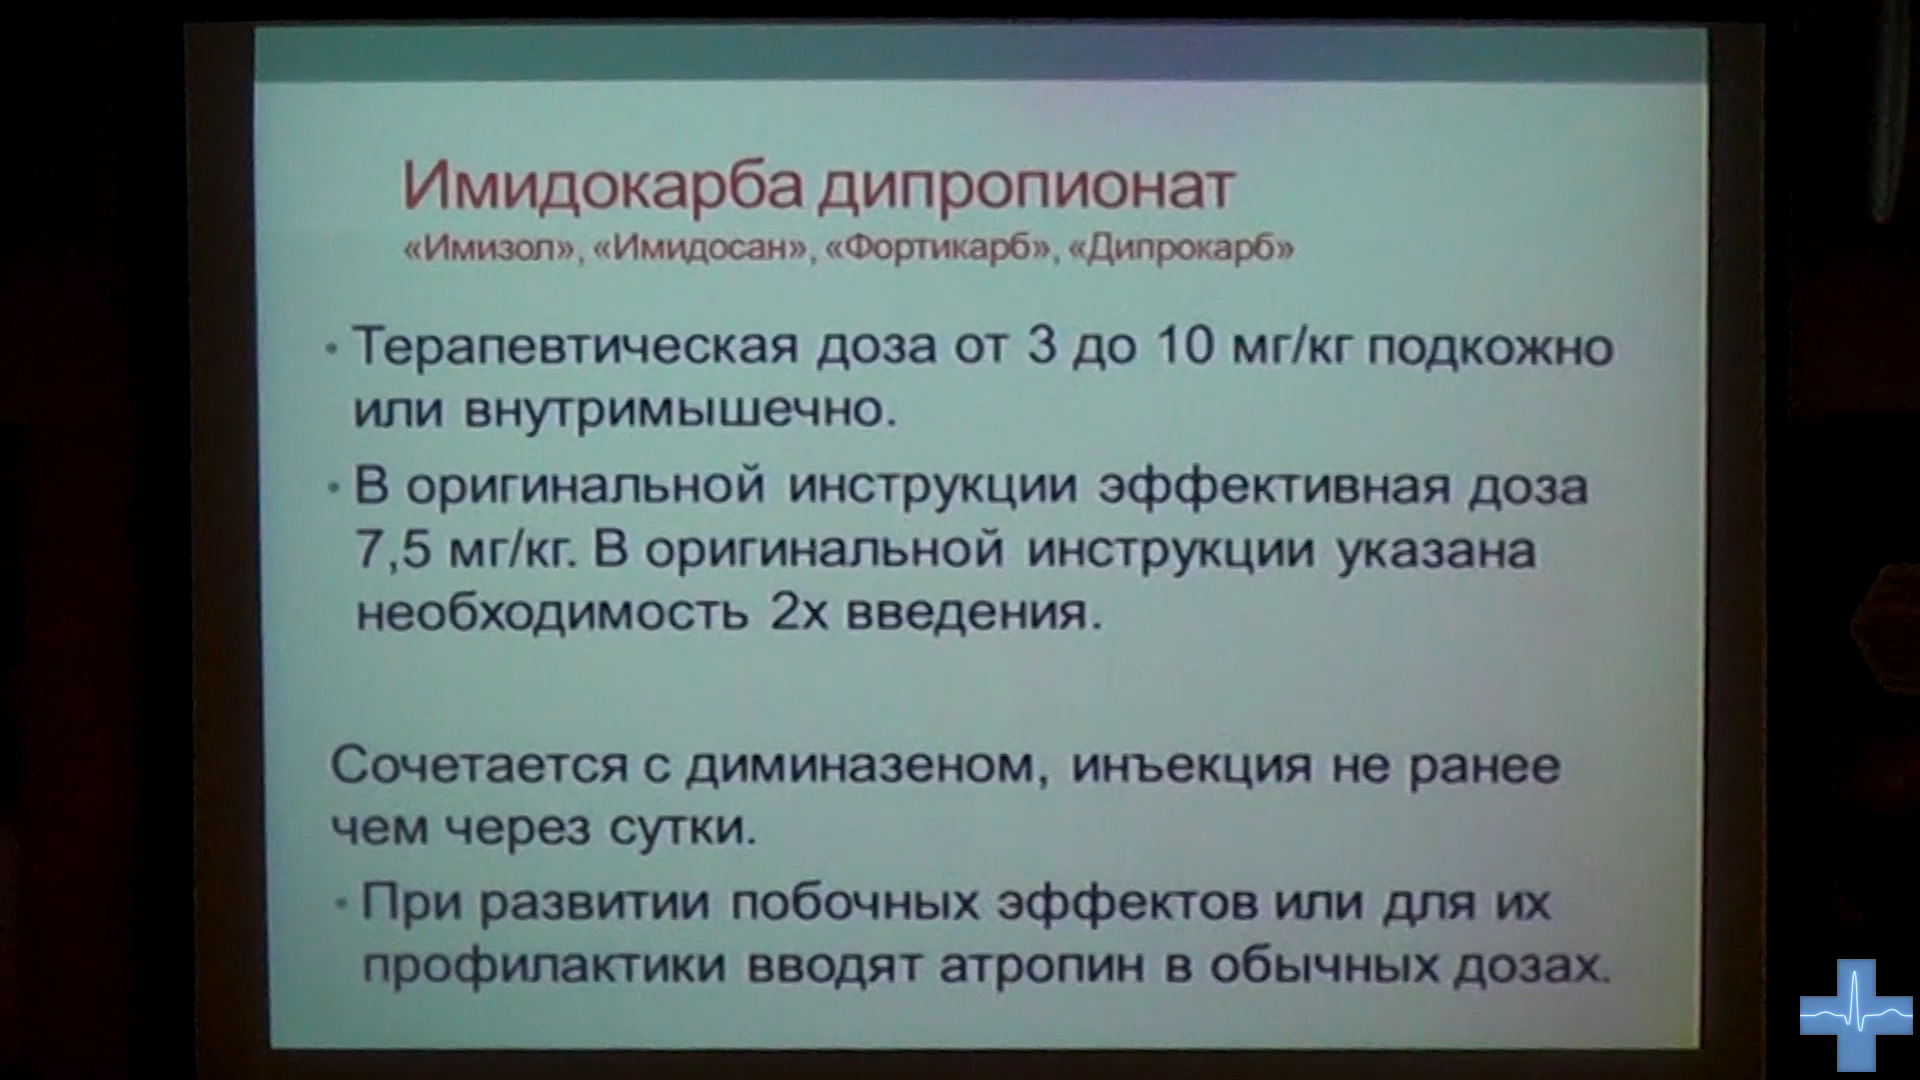 Имидокарба дипропионат
«Имизол», «Имидосан», «Фортикарб», «Дипрокарб»
• Терапевтическая доза от 3 до 10 мг/кг подкожно
или внутримышечно.
• В оригинальной инструкции эффективная доза
7,5 мг/кг. В оригинальной инструкции указана
необходимость 2х введения.
Сочетается с диминазеном, инъекция не ранее
чем через сутки.
• При развитии побочных эффектов или для их
профилактики вводят атропин в обычных дозах.